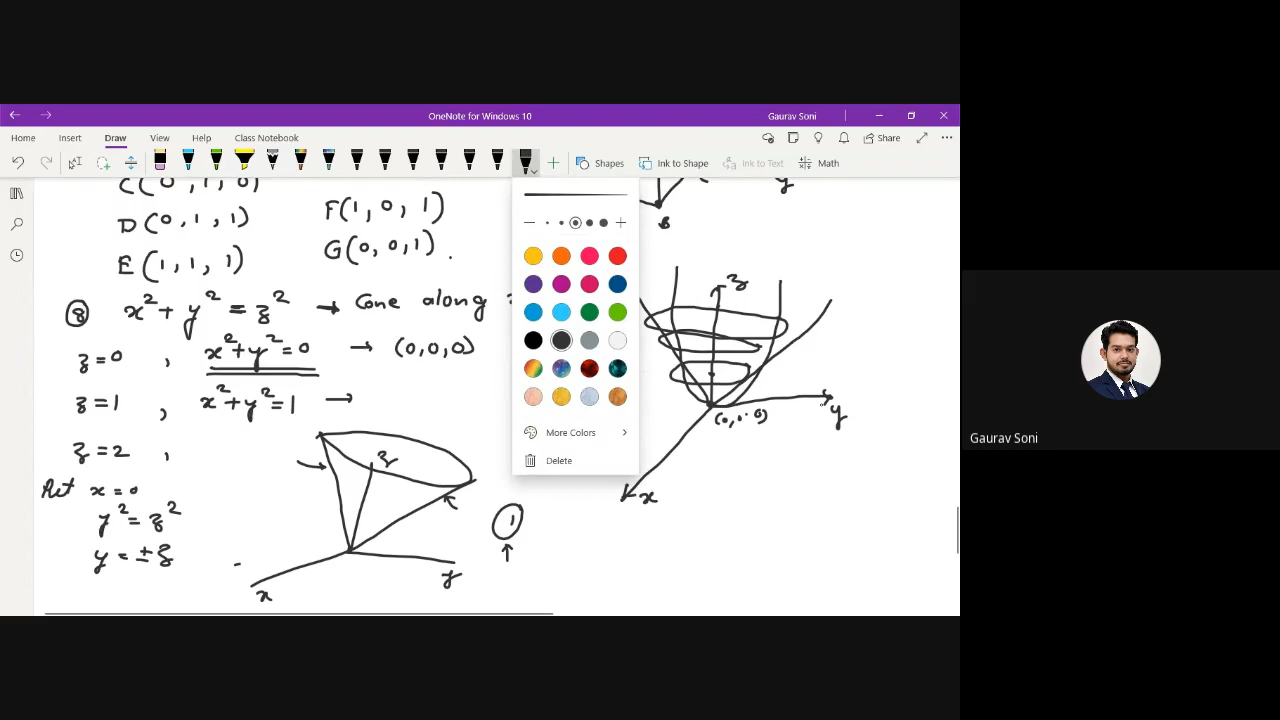 OneNote for Windows 10
Gaurav Soni
Home Insert Draw View Help Class Notebook
Share
Shapes Ink to Shape Ink to Text Math
C(0, 1, 0)
D(0, 1, 1)
E(1, 1, 1)
F(1, 0, 1)
G(0, 0, 1).
y
B
⑧ x² + y² = z² → Cone along
z=0 , x²+y²=0 → (0,0,0)
z=1 , x²+y²=1 →
z=2 ,
Put x=0
y² = z²
y = ±z
z
x
y
1
z
(0,0,0)
y
x
More Colors
Delete
Gaurav Soni